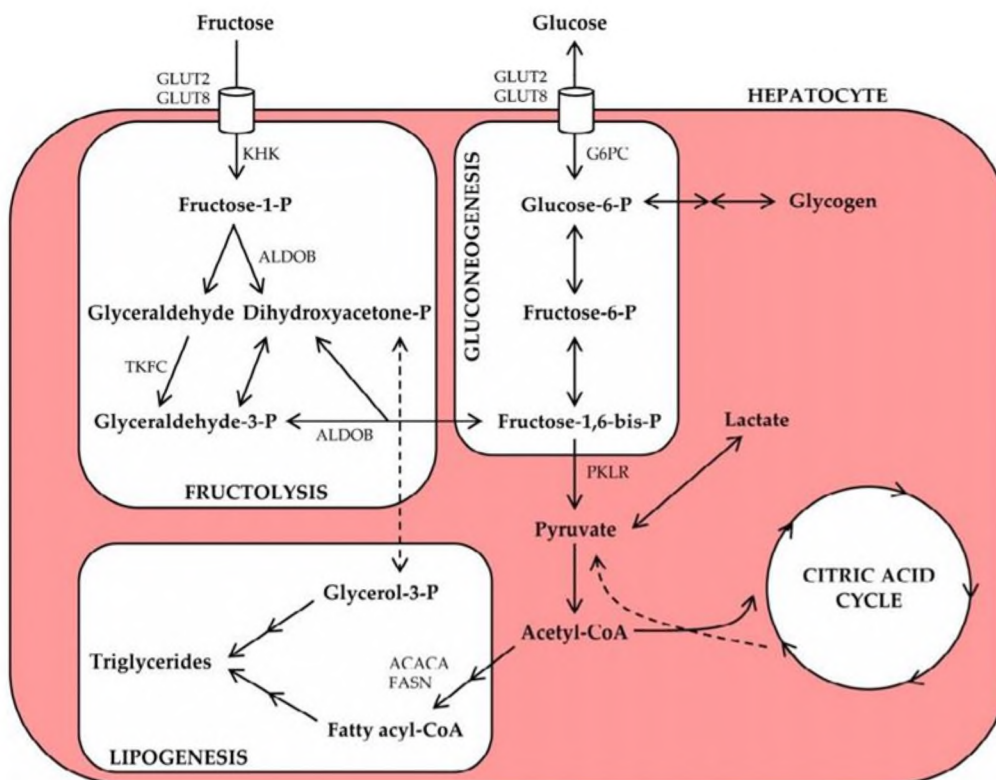 Fructose
Glucose
GLUT2
GLUT8
GLUT2
GLUT8
HEPATOCYTE
KHK
G6PC
GLUCONEOGENESIS
Fructose-1-P
Glucose-6-P
Glycogen
ALDOB
Glyceraldehyde Dihydroxyacetone-P
Fructose-6-P
TKFC
Glyceraldehyde-3-P
ALDOB
Fructose-1,6-bis-P
Lactate
PKLR
FRUCTOLYSIS
Pyruvate
CITRIC ACID
CYCLE
Glycerol-3-P
Acetyl-CoA
Triglycerides
ACACA
FASN
Fatty acyl-CoA
LIPOGENESIS